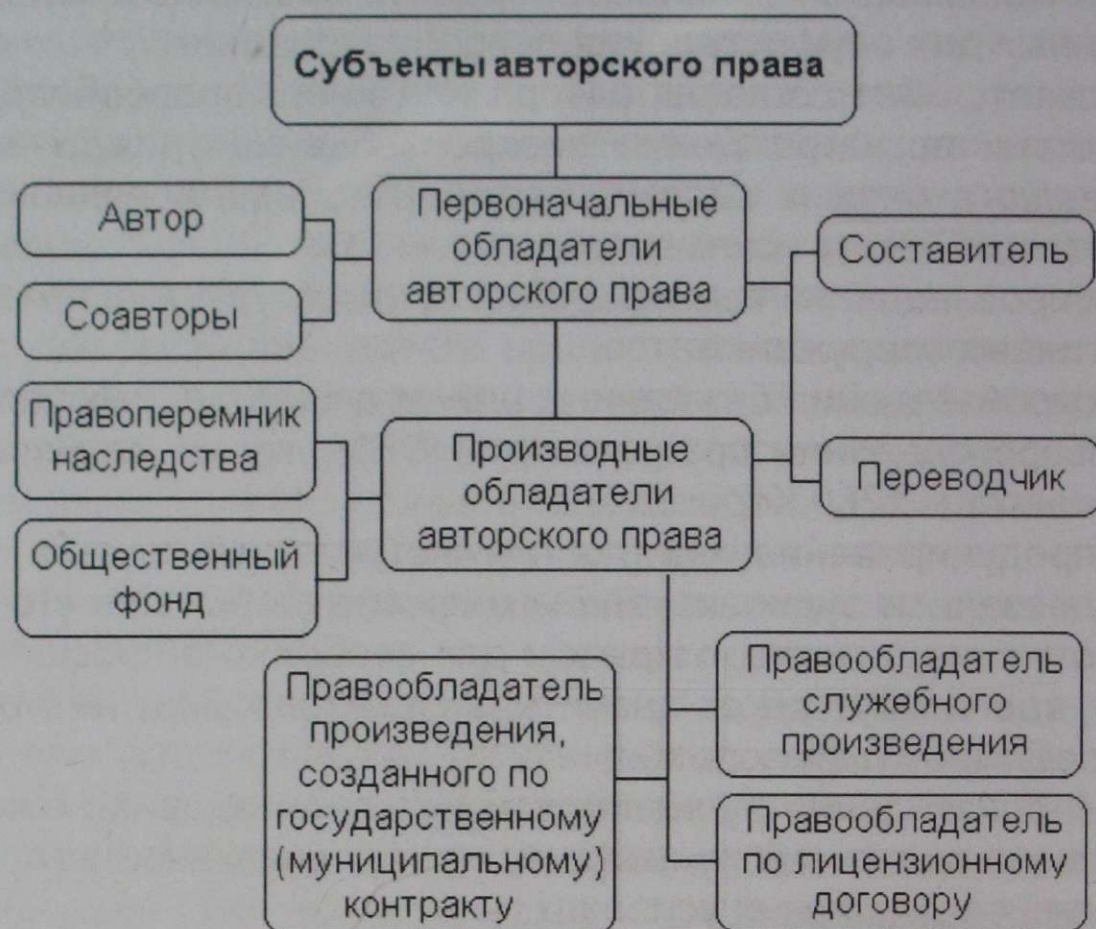 Субъекты авторского права
Автор
Соавторы
Первоначальные
обладатели
авторского права
Составитель
Переводчик
Правоперемник
наследства
Общественный
фонд
Производные
обладатели
авторского права
Правообладатель
произведения,
созданного по
государственному
(муниципальному)
контракту
Правообладатель
служебного
произведения
Правообладатель
по лицензионному
договору